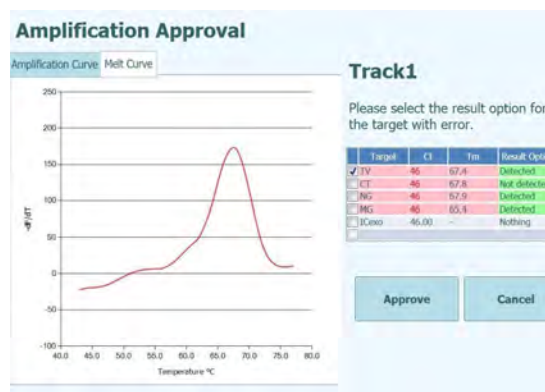 Amplification Approval
Amplification Curve Melt Curve
Track1
Please select the result option for
the target with error.
Target Ct Tm Result Opti
TV 46 67.4 Detected
CT 46 67.8 Not detecte
NG 46 67.9 Detected
MG 46 65.4 Detected
ICexo 46.00 - Nothing
250
200
150
100
50
0
-50
-100
-dF/dT
40.0 45.0 50.0 55.0 60.0 65.0 70.0 75.0 80.0
Temperature °C
Approve Cancel